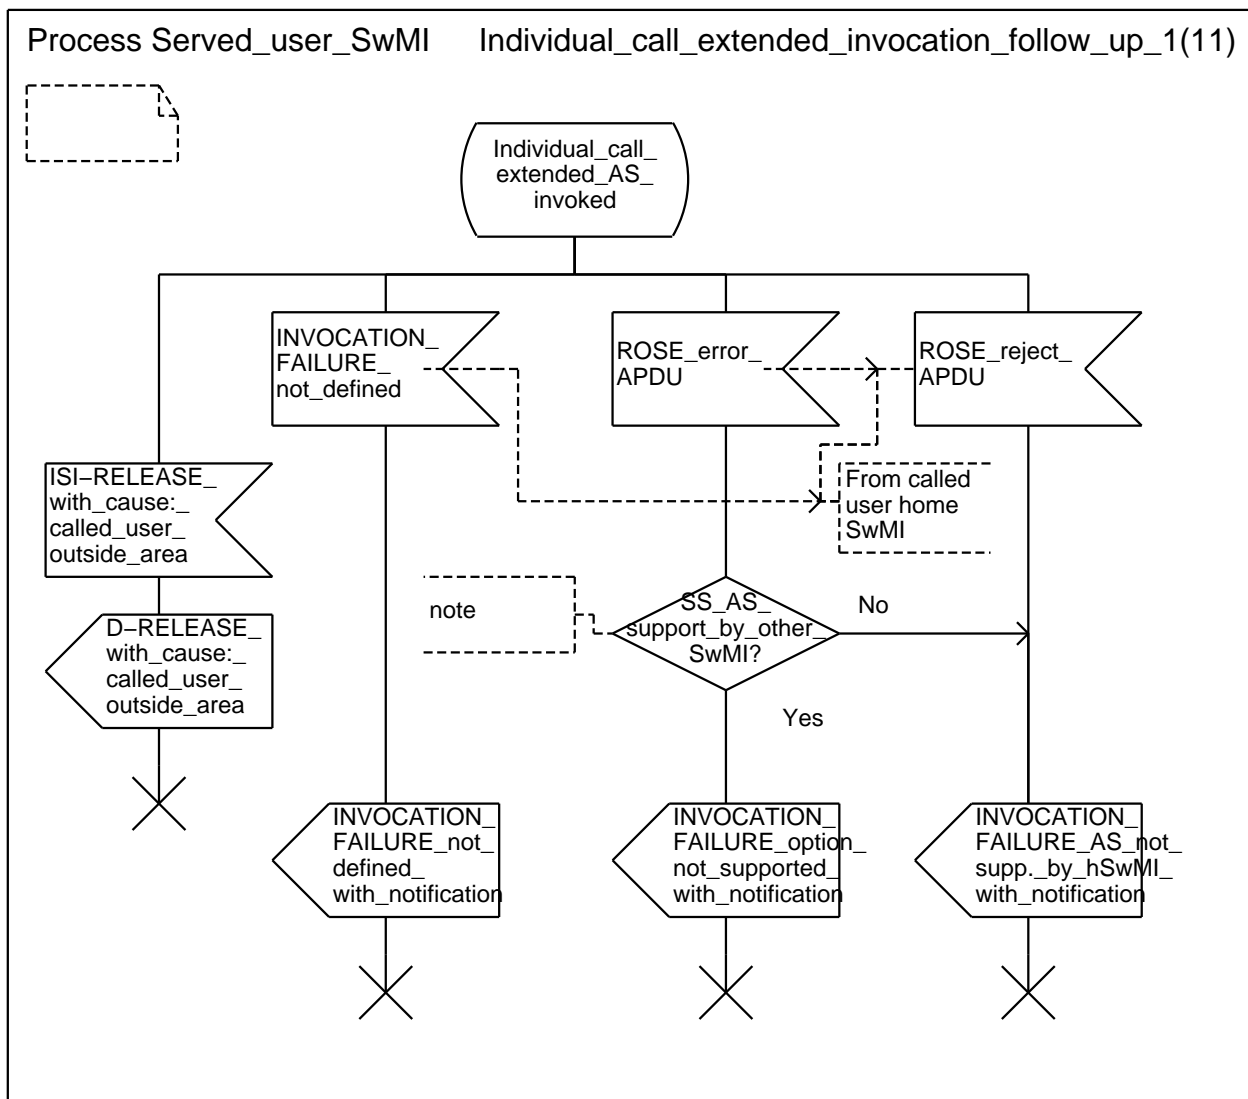 Process Served_user_SwMI Individual_call_extended_invocation_follow_up_1(11)
Individual_call_
extended_AS_
invoked
INVOCATION_
FAILURE_
not_defined
ROSE_error_
APDU
ROSE_reject_
APDU
ISI–RELEASE_
with_cause:_
called_user_
outside_area
From called
user home
SwMI
D–RELEASE_
with_cause:_
called_user_
outside_area
note
SS_AS_
support_by_other_
SwMI?
No
Yes
INVOCATION_
FAILURE_not_
defined_
with_notification
INVOCATION_
FAILURE_option_
not_supported_
with_notification
INVOCATION_
FAILURE_AS_not_
supp._by_hSwMI_
with_notification